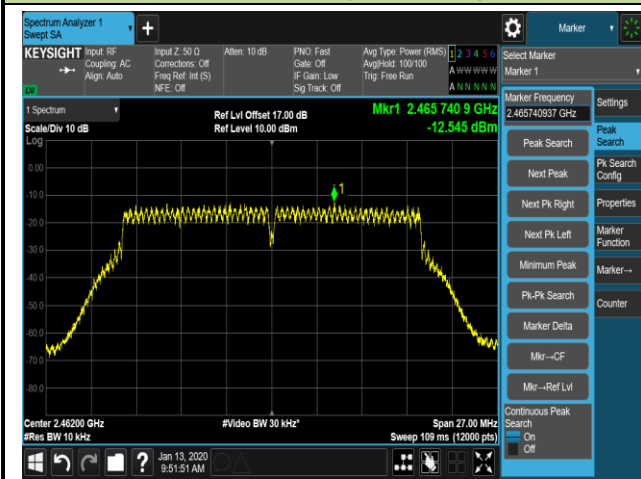 Spectrum Analyzer 1
Swept SA
+
Marker
KEYSIGHT
Input: RF
Coupling: AC
Align: Auto
Input Z: 50 Ω
Corrections: Off
Freq Ref: Int (S)
NFE: Off
Atten: 10 dB
PNO: Fast
Gate: Off
IF Gain: Low
Sig Track: Off
Avg Type: Power (RMS)
Avg|Hold: 100/100
Trig: Free Run
1 2 3 4 5 6
A W W W W W
A N N N N N
LXI
Select Marker
Marker 1
1 Spectrum
Scale/Div 10 dB
Log
Ref Lvl Offset 17.00 dB
Ref Level 10.00 dBm
Mkr1 2.465 740 9 GHz
-12.545 dBm
0.00
-10.0
-20.0
-30.0
-40.0
-50.0
-60.0
-70.0
-80.0
1
Center 2.46200 GHz
#Res BW 10 kHz
#Video BW 30 kHz*
Span 27.00 MHz
Sweep 109 ms (12000 pts)
Marker Frequency
2.465740937 GHz
Peak Search
Next Peak
Next Pk Right
Next Pk Left
Minimum Peak
Pk-Pk Search
Marker Delta
Mkr→CF
Mkr→Ref Lvl
Continuous Peak
Search
On
Off
Settings
Peak
Search
Pk Search
Config
Properties
Marker
Function
Marker→
Counter
?
Jan 13, 2020
9:51:51 AM